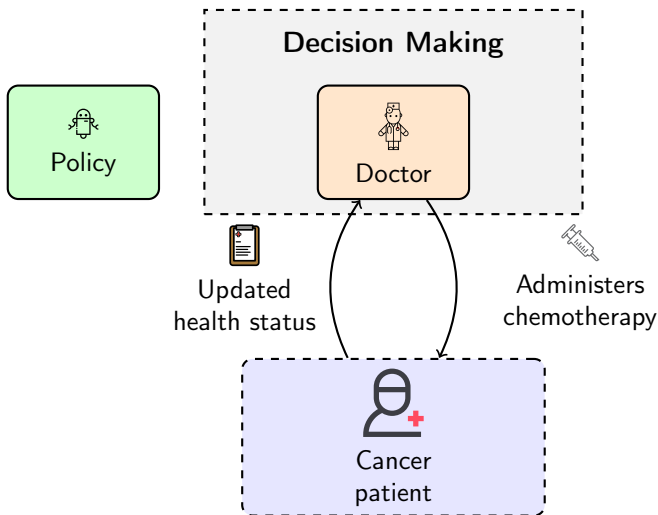 Decision Making
Policy
Doctor
Updated
health status
Administers
chemotherapy
Cancer
patient